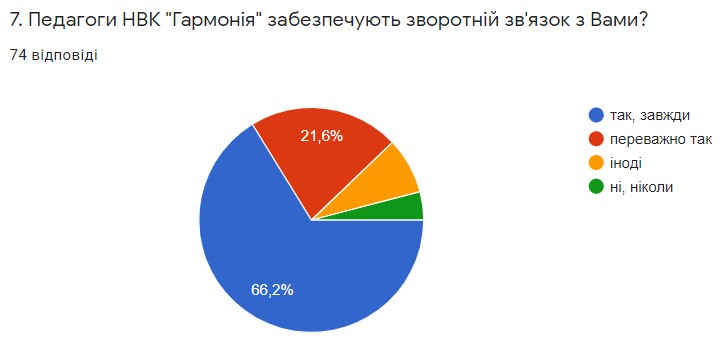 7. Педагоги НВК "Гармонія" забезпечують зворотній зв'язок з Вами?
74 відповіді
21,6%
66,2%
так, завжди
переважно так
іноді
ні, ніколи